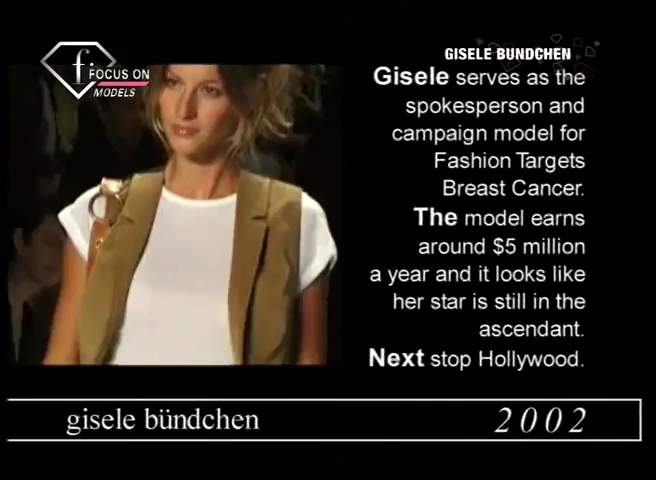 f
FOCUS ON
MODELS
GISELE BUNDCHEN
Gisele serves as the
spokesperson and
campaign model for
Fashion Targets
Breast Cancer.
The model earns
around $5 million
a year and it looks like
her star is still in the
ascendant.
Next stop Hollywood.
gisele bündchen
2002